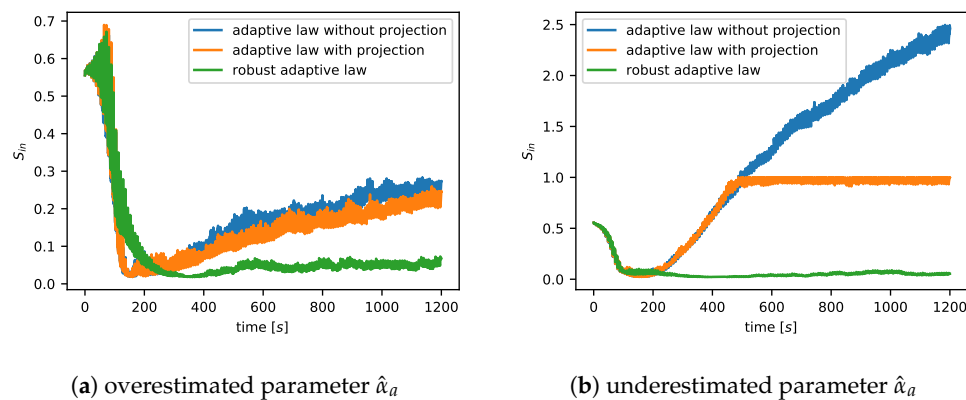 0.7
0.6
0.5
0.4
0.3
0.2
0.1
0.0
S_in
0 200 400 600 800 1000 1200
time [s]
adaptive law without projection
adaptive law with projection
robust adaptive law
(a) overestimated parameter α̂_a
2.5
2.0
1.5
1.0
0.5
0.0
S_in
0 200 400 600 800 1000 1200
time [s]
adaptive law without projection
adaptive law with projection
robust adaptive law
(b) underestimated parameter α̂_a